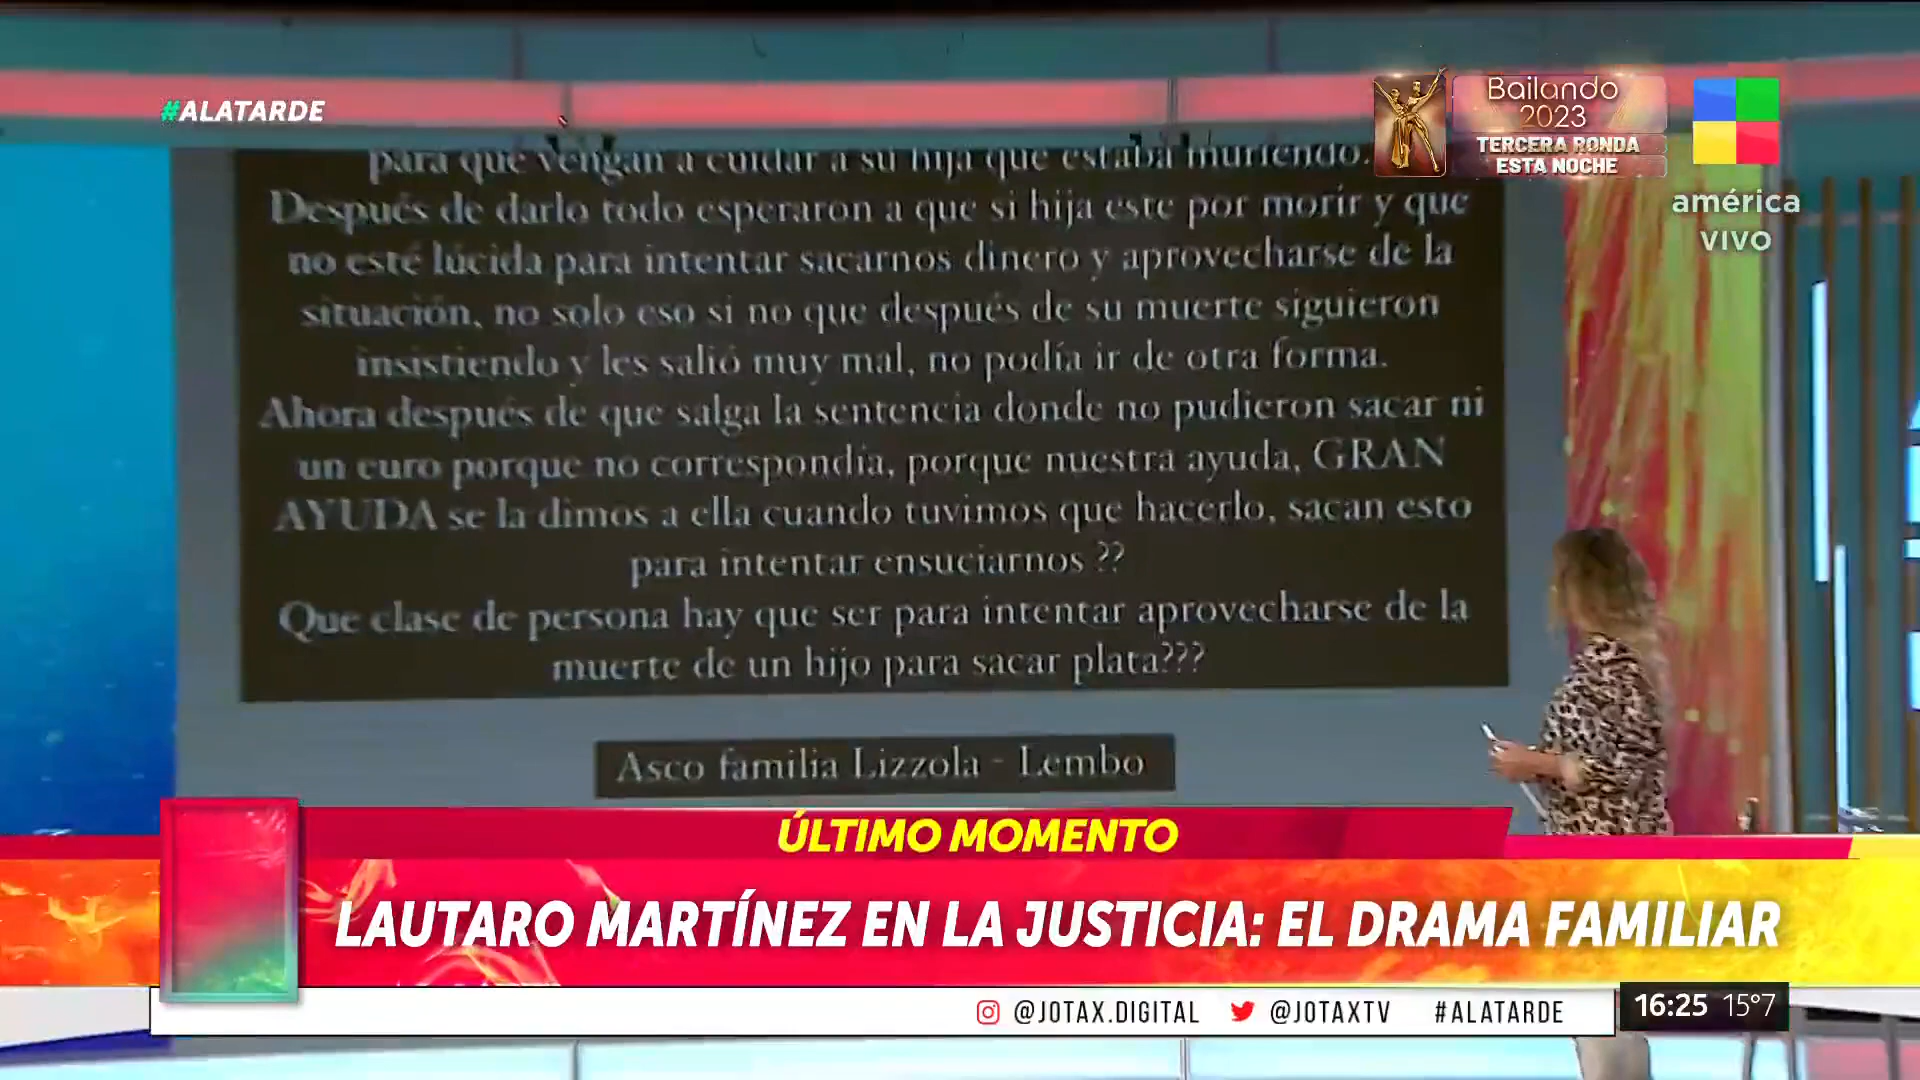 #ALATARDE
Bailando
2023
TERCERA RONDA
ESTA NOCHE
américa
VIVO
para que vengan a cuidar a su hija que estaba muriendo.
Después de darlo todo esperaron a que si hija este por morir y que
no esté lúcida para intentar sacarnos dinero y aprovecharse de la
situación, no solo eso si no que después de su muerte siguieron
insistiendo y les salió muy mal, no podía ir de otra forma.
Ahora después de que salga la sentencia donde no pudieron sacar ni
un euro porque no correspondía, porque nuestra ayuda, GRAN
AYUDA se la dimos a ella cuando tuvimos que hacerlo, sacan esto
para intentar ensuciarnos ??
Que clase de persona hay que ser para intentar aprovecharse de la
muerte de un hijo para sacar plata???
Asco familia Lizzola - Lembo
ÚLTIMO MOMENTO
LAUTARO MARTÍNEZ EN LA JUSTICIA: EL DRAMA FAMILIAR
@JOTAX.DIGITAL @JOTAXTV #ALATARDE
16:25 15°7